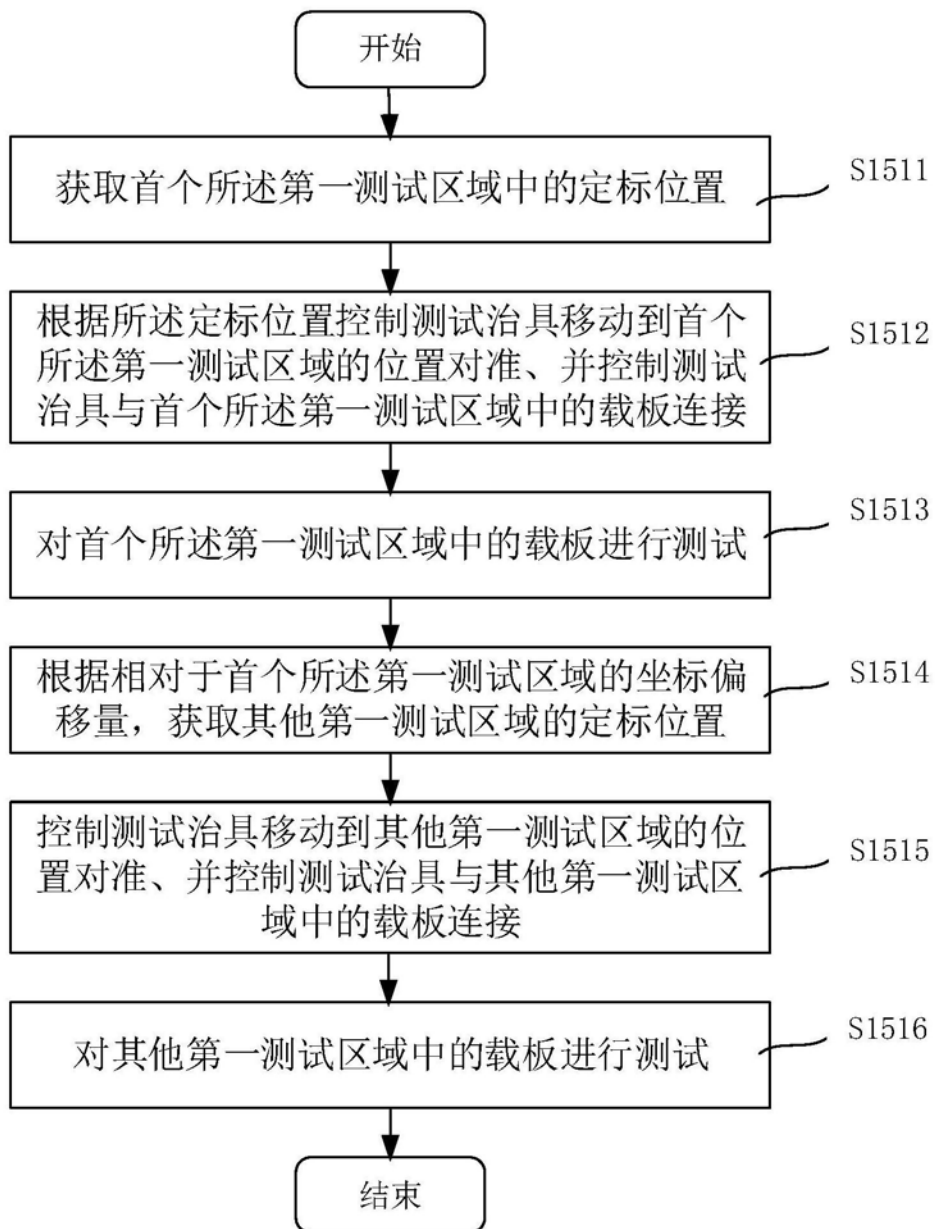 开始
获取首个所述第一测试区域中的定标位置
S1511
根据所述定标位置控制测试治具移动到首个
所述第一测试区域的位置对准、并控制测试
治具与首个所述第一测试区域中的载板连接
S1512
对首个所述第一测试区域中的载板进行测试
S1513
根据相对于首个所述第一测试区域的坐标偏
移量，获取其他第一测试区域的定标位置
S1514
控制测试治具移动到其他第一测试区域的位
置对准、并控制测试治具与其他第一测试区
域中的载板连接
S1515
对其他第一测试区域中的载板进行测试
S1516
结束